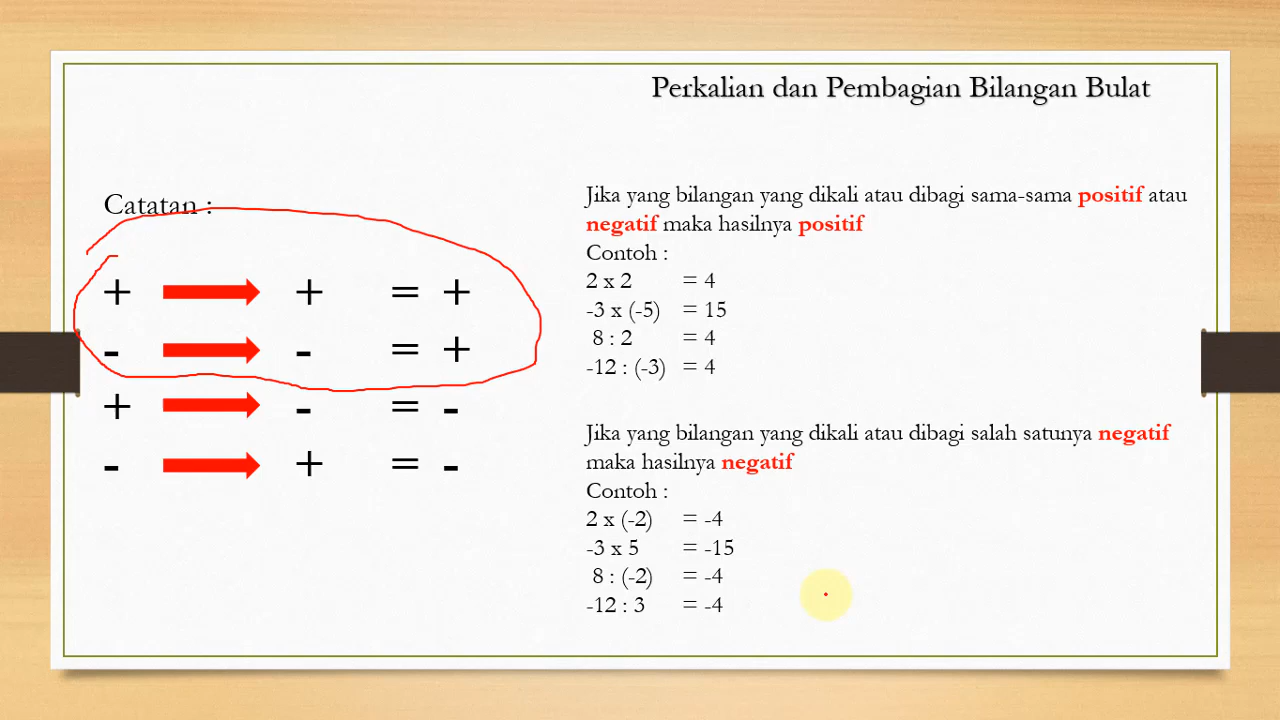 Perkalian dan Pembagian Bilangan Bulat
Catatan :
+ + = +
- - = +
+ - = -
- + = -
Jika yang bilangan yang dikali atau dibagi sama-sama positif atau
negatif maka hasilnya positif
Contoh :
2 x 2 = 4
-3 x (-5) = 15
8 : 2 = 4
-12 : (-3) = 4
Jika yang bilangan yang dikali atau dibagi salah satunya negatif
maka hasilnya negatif
Contoh :
2 x (-2) = -4
-3 x 5 = -15
8 : (-2) = -4
-12 : 3 = -4